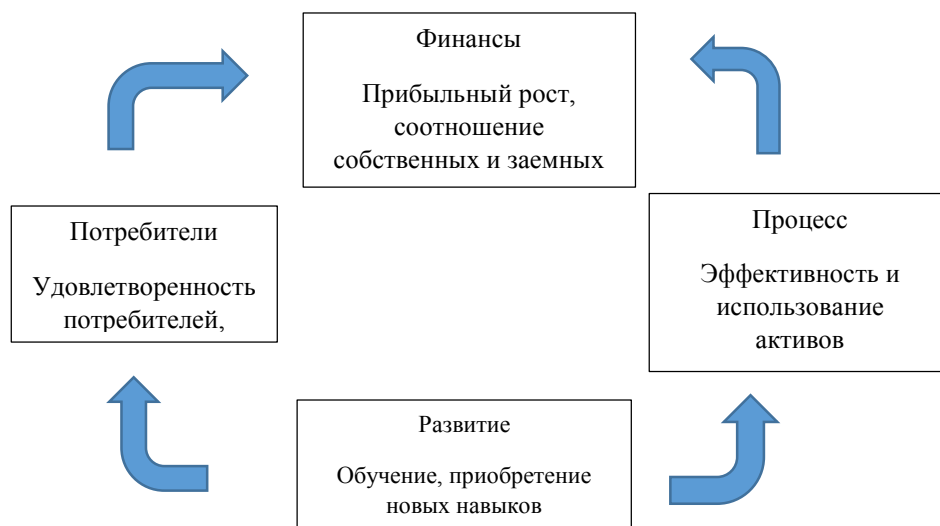 Финансы
Прибыльный рост,
соотношение
собственных и заемных
Потребители
Удовлетворенность
потребителей,
Процесс
Эффективность и
использование
активов
Развитие
Обучение, приобретение
новых навыков